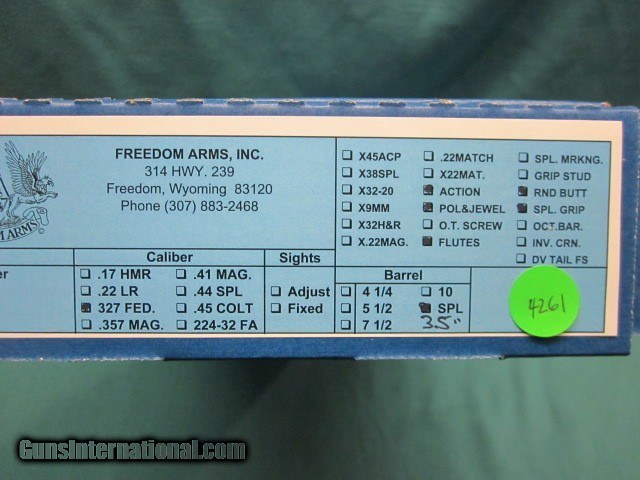 FREEDOM ARMS, INC.
314 HWY. 239
Freedom, Wyoming 83120
Phone (307) 883-2468
ARMS
X45ACP .22MATCH SPL. MRKNG.
X38SPL X22MAT. GRIP STUD
X32-20 ACTION RND BUTT
X9MM POL&JEWEL SPL. GRIP
X32H&R O.T. SCREW OCT.BAR.
X.22MAG. FLUTES INV. CRN.
DV TAIL FS
er
Caliber
.17 HMR .41 MAG.
.22 LR .44 SPL
327 FED. .45 COLT
.357 MAG. 224-32 FA
Sights
Adjust
Fixed
Barrel
4 1/4 10
5 1/2 SPL
7 1/2 3.5"
4261
GunsInternational.com